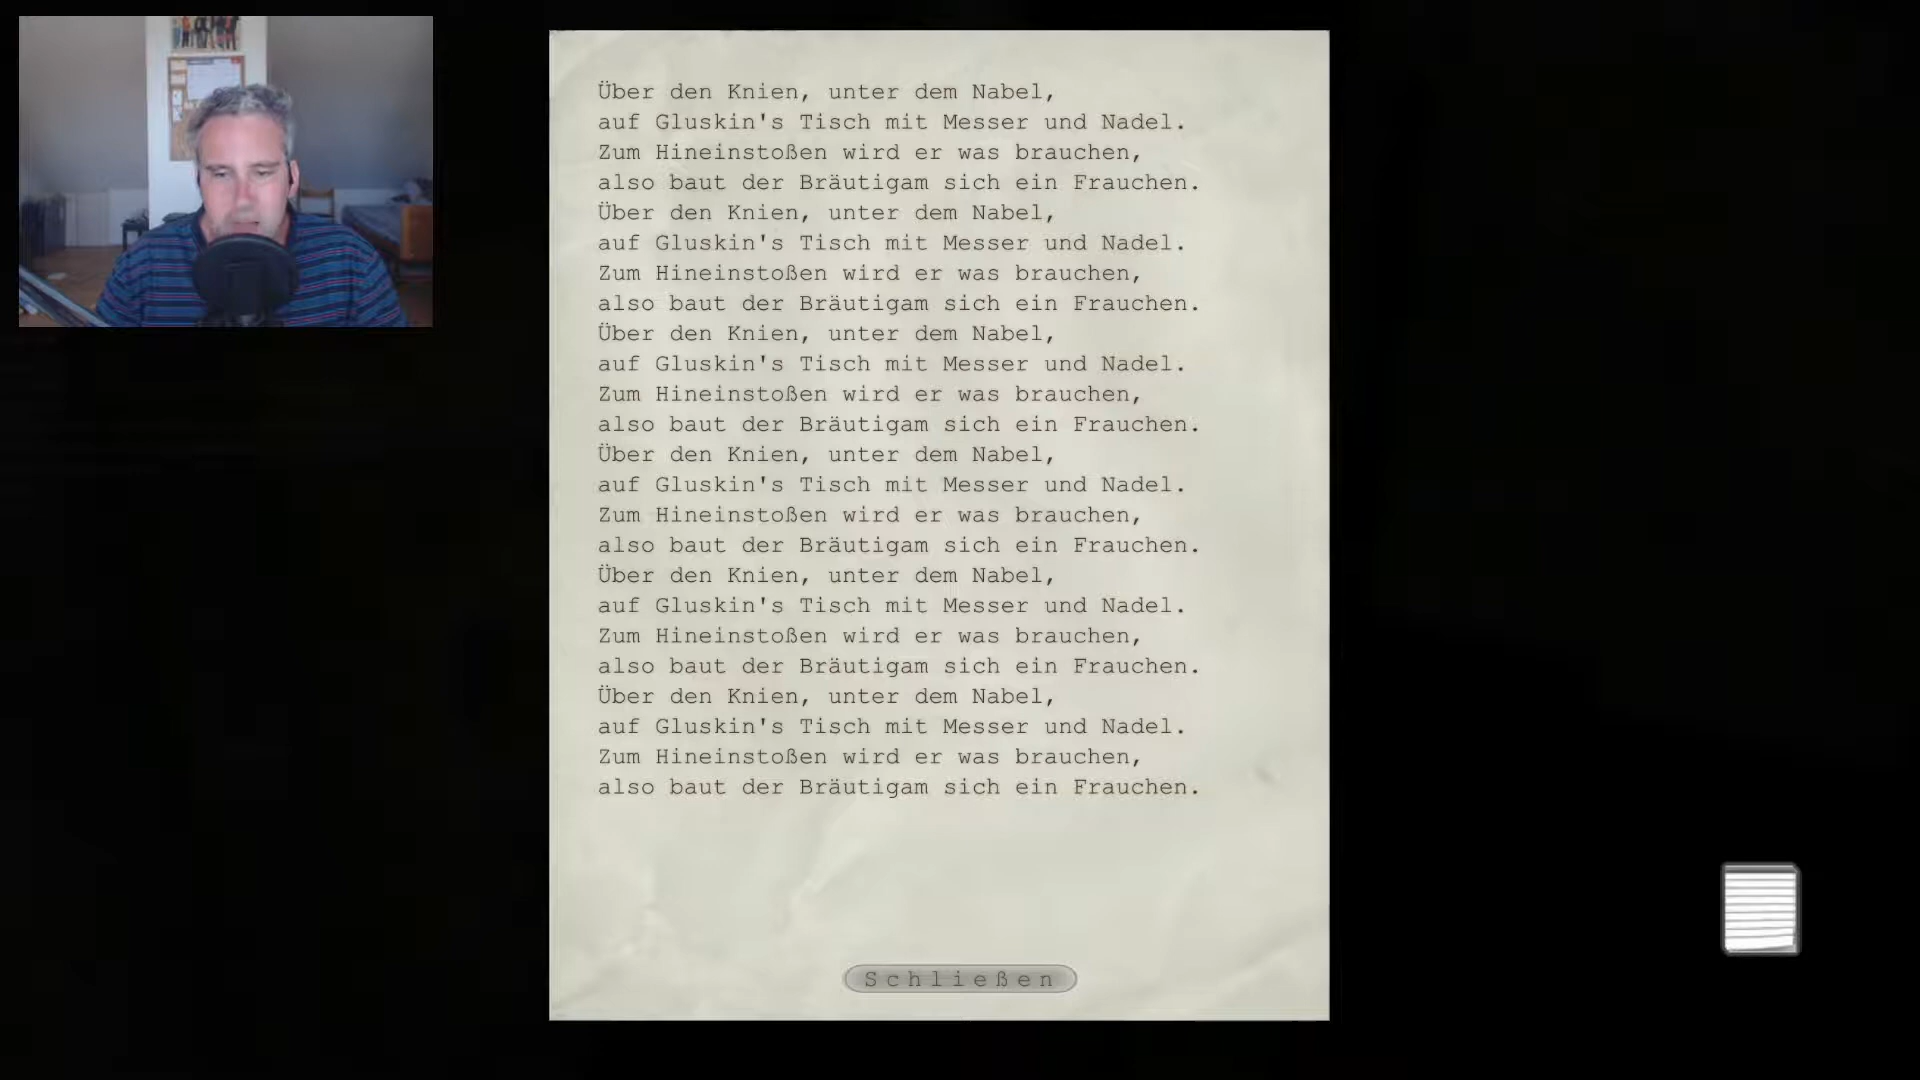 Über den Knien, unter dem Nabel,
auf Gluskin's Tisch mit Messer und Nadel.
Zum Hineinstoßen wird er was brauchen,
also baut der Bräutigam sich ein Frauchen.
Über den Knien, unter dem Nabel,
auf Gluskin's Tisch mit Messer und Nadel.
Zum Hineinstoßen wird er was brauchen,
also baut der Bräutigam sich ein Frauchen.
Über den Knien, unter dem Nabel,
auf Gluskin's Tisch mit Messer und Nadel.
Zum Hineinstoßen wird er was brauchen,
also baut der Bräutigam sich ein Frauchen.
Über den Knien, unter dem Nabel,
auf Gluskin's Tisch mit Messer und Nadel.
Zum Hineinstoßen wird er was brauchen,
also baut der Bräutigam sich ein Frauchen.
Über den Knien, unter dem Nabel,
auf Gluskin's Tisch mit Messer und Nadel.
Zum Hineinstoßen wird er was brauchen,
also baut der Bräutigam sich ein Frauchen.
Über den Knien, unter dem Nabel,
auf Gluskin's Tisch mit Messer und Nadel.
Zum Hineinstoßen wird er was brauchen,
also baut der Bräutigam sich ein Frauchen.
Schließen